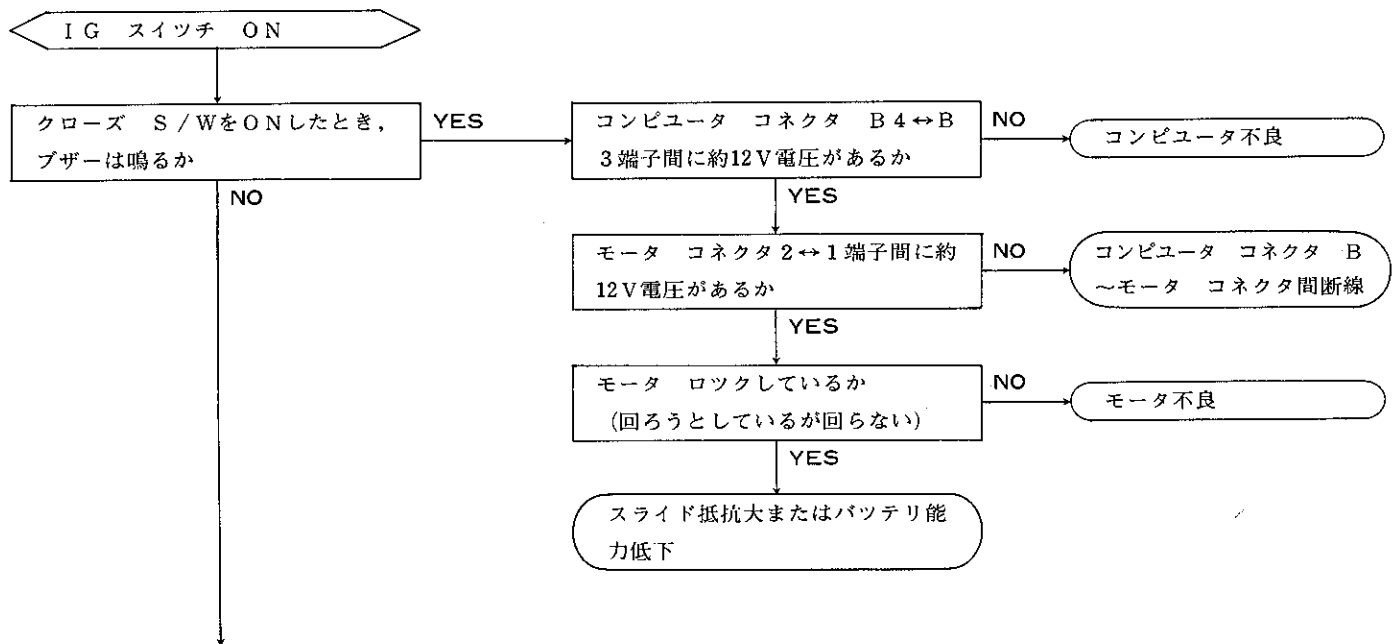 IG スイツチ ON
クローズ S/WをONしたとき,
ブザーは鳴るか
YES
NO
コンピユータ コネクタ B4↔B
3端子間に約12V電圧があるか
NO
コンピユータ不良
YES
モータ コネクタ2↔1端子間に約
12V電圧があるか
NO
コンピユータ コネクタ B
~モータ コネクタ間断線
YES
モータ ロツクしているか
(回ろうとしているが回らない)
NO
モータ不良
YES
スライド抵抗大またはバツテリ能
力低下